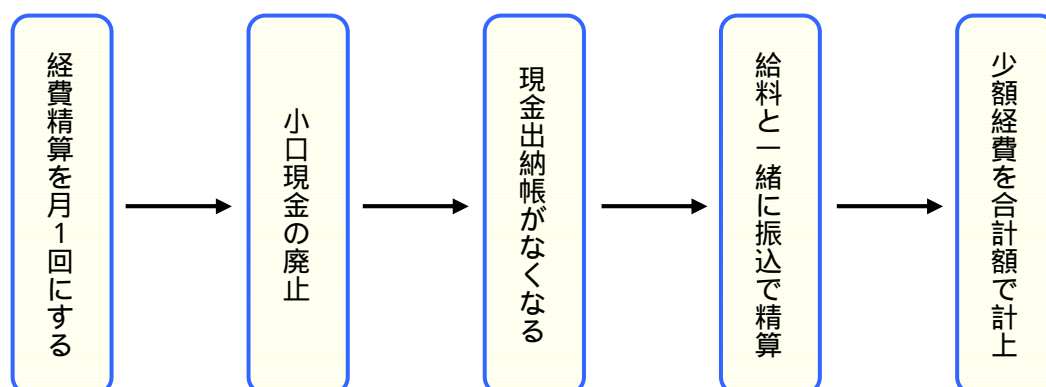 経費精算を月1回にする
小口現金の廃止
現金出納帳がなくなる
給料と一緒に振込で精算
少額経費を合計額で計上